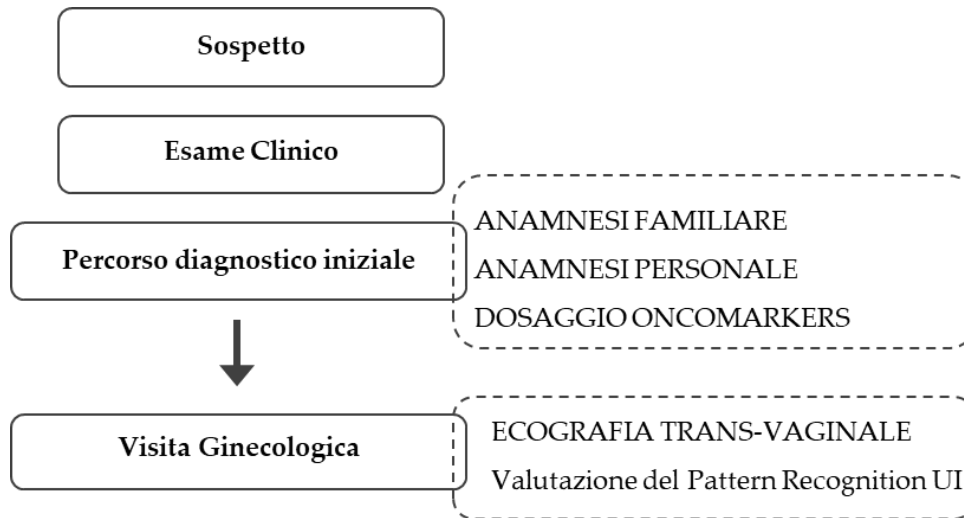 Sospetto
Esame Clinico
Percorso diagnostico iniziale
ANAMNESI FAMILIARE
ANAMNESI PERSONALE
DOSAGGIO ONCOMARKERS
Visita Ginecologica
ECOGRAFIA TRANS-VAGINALE
Valutazione del Pattern Recognition UI